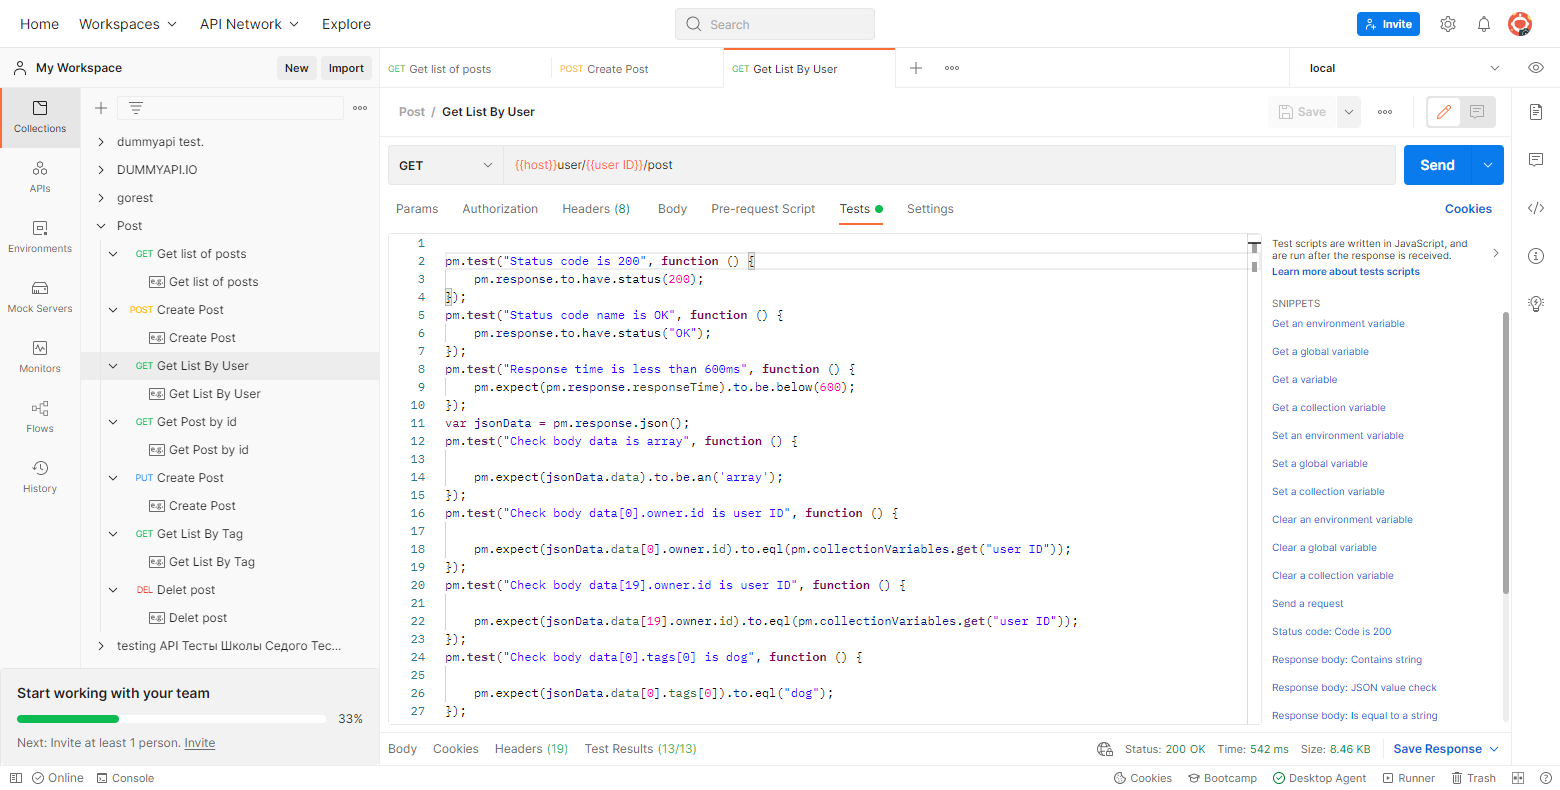 Home Workspaces API Network Explore Search Invite
My Workspace New Import GET Get list of posts POST Create Post GET Get List By User local
Collections
APIs
Environments
Mock Servers
Monitors
Flows
History
dummyapi test.
DUMMYAPI.IO
gorest
Post
GET Get list of posts
e.g. Get list of posts
POST Create Post
e.g. Create Post
GET Get List By User
e.g. Get List By User
GET Get Post by id
e.g. Get Post by id
PUT Create Post
e.g. Create Post
GET Get List By Tag
e.g. Get List By Tag
DEL Delet post
e.g. Delet post
testing API Тесты Школы Седого Тес...
Start working with your team
33%
Next: Invite at least 1 person. Invite
Post / Get List By User Save
GET {{host}}user/{{user ID}}/post Send
Params Authorization Headers (8) Body Pre-request Script Tests Settings Cookies
1
2 pm.test("Status code is 200", function () {
3 pm.response.to.have.status(200);
4 });
5 pm.test("Status code name is OK", function () {
6 pm.response.to.have.status("OK");
7 });
8 pm.test("Response time is less than 600ms", function () {
9 pm.expect(pm.response.responseTime).to.be.below(600);
10 });
11 var jsonData = pm.response.json();
12 pm.test("Check body data is array", function () {
13
14 pm.expect(jsonData.data).to.be.an('array');
15 });
16 pm.test("Check body data[0].owner.id is user ID", function () {
17
18 pm.expect(jsonData.data[0].owner.id).to.eql(pm.collectionVariables.get("user ID"));
19 });
20 pm.test("Check body data[19].owner.id is user ID", function () {
21
22 pm.expect(jsonData.data[19].owner.id).to.eql(pm.collectionVariables.get("user ID"));
23 });
24 pm.test("Check body data[0].tags[0] is dog", function () {
25
26 pm.expect(jsonData.data[0].tags[0]).to.eql("dog");
27 });
Test scripts are written in JavaScript, and
are run after the response is received.
Learn more about tests scripts
SNIPPETS
Get an environment variable
Get a global variable
Get a variable
Get a collection variable
Set an environment variable
Set a global variable
Set a collection variable
Clear an environment variable
Clear a global variable
Clear a collection variable
Send a request
Status code: Code is 200
Response body: Contains string
Response body: JSON value check
Response body: Is equal to a string
Body Cookies Headers (19) Test Results (13/13) Status: 200 OK Time: 542 ms Size: 8.46 KB Save Response
Online Console Cookies Bootcamp Desktop Agent Runner Trash